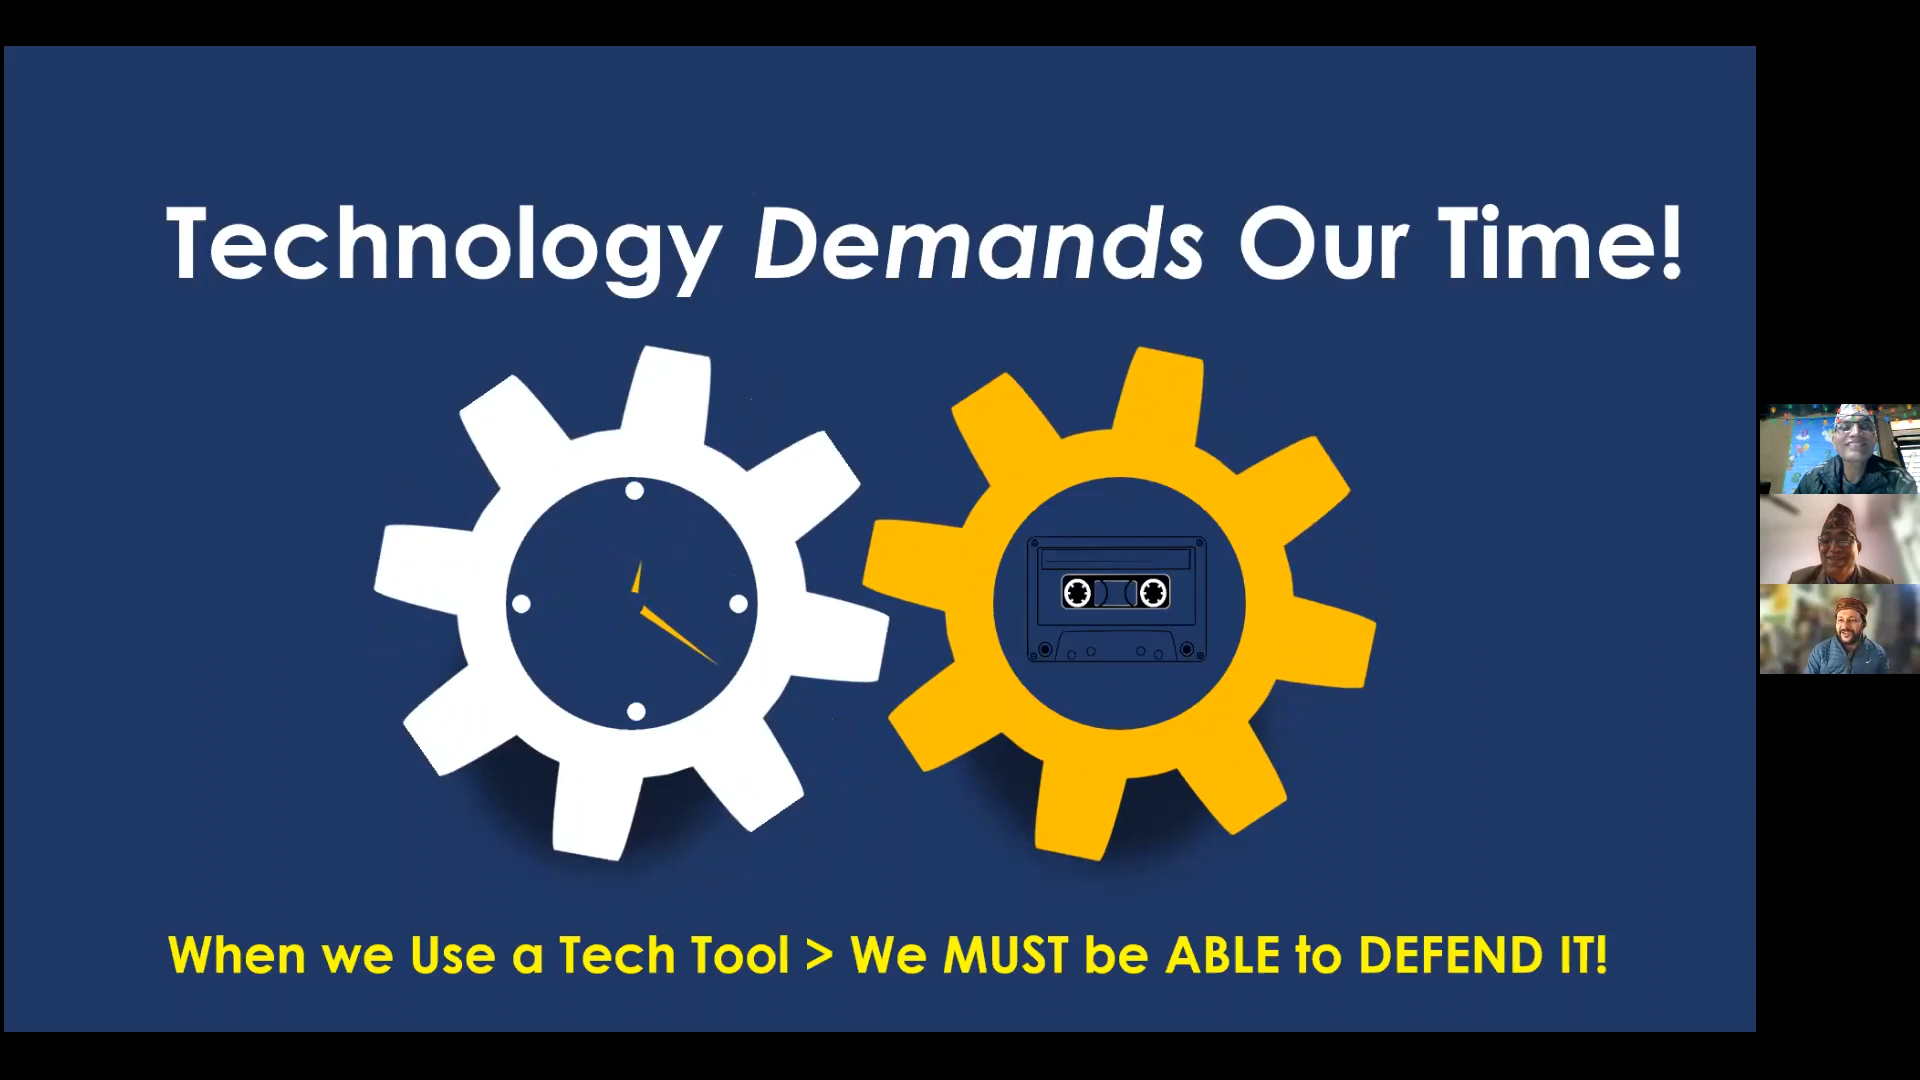 Technology Demands Our Time!
When we Use a Tech Tool > We MUST be ABLE to DEFEND IT!